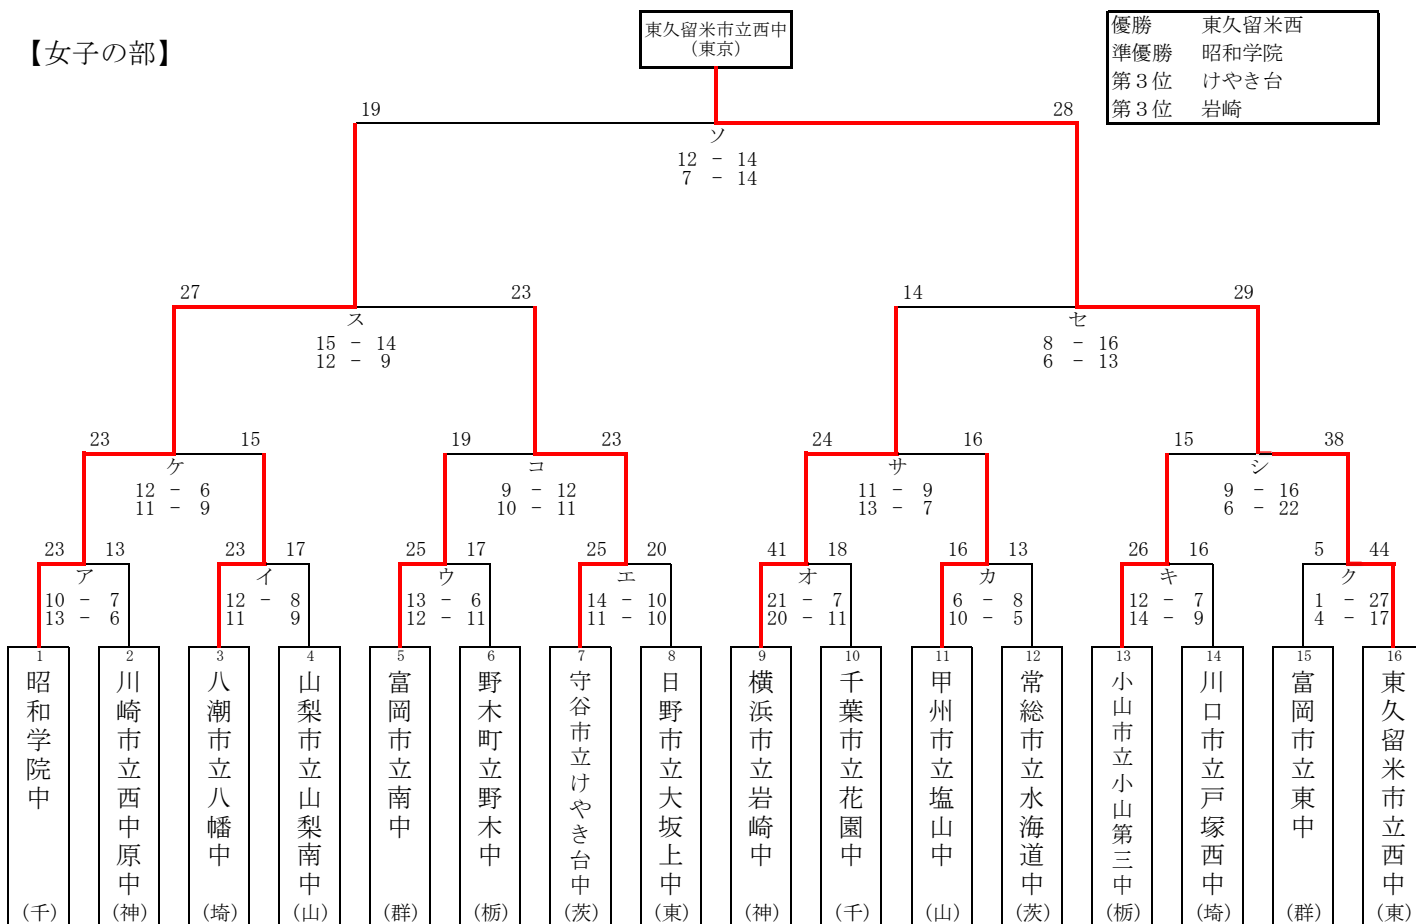 【女子の部】
東久留米市立西中
（東京）
優勝 東久留米西
準優勝 昭和学院
第３位 けやき台
第３位 岩崎
19 28
ソ
12 － 14
7 － 14
27 23 14 29
ス セ
15 － 14 8 － 16
12 － 9 6 － 13
23 15 19 23 24 16 15 38
ケ コ サ シ
12 － 6 9 － 12 11 － 9 9 － 16
11 － 9 10 － 11 13 － 7 6 － 22
23 13 23 17 25 17 25 20 41 18 16 13 26 16 5 44
ア イ ウ エ オ カ キ ク
10 － 7 12 － 8 13 － 6 14 － 10 21 － 7 6 － 8 12 － 7 1 － 27
13 － 6 11 9 12 － 11 11 － 10 20 － 11 10 － 5 14 － 9 4 － 17
1 昭和学院中 （千）
2 川崎市立西中原中 （神）
3 八潮市立八幡中 （埼）
4 山梨市立山梨南中 （山）
5 富岡市立南中 （群）
6 野木町立野木中 （栃）
7 守谷市立けやき台中 （茨）
8 日野市立大坂上中 （東）
9 横浜市立岩崎中 （神）
10 千葉市立花園中 （千）
11 甲州市立塩山中 （山）
12 常総市立水海道中 （茨）
13 小山市立小山第三中 （栃）
14 川口市立戸塚西中 （埼）
15 富岡市立東中 （群）
16 東久留米市立西中 （東）